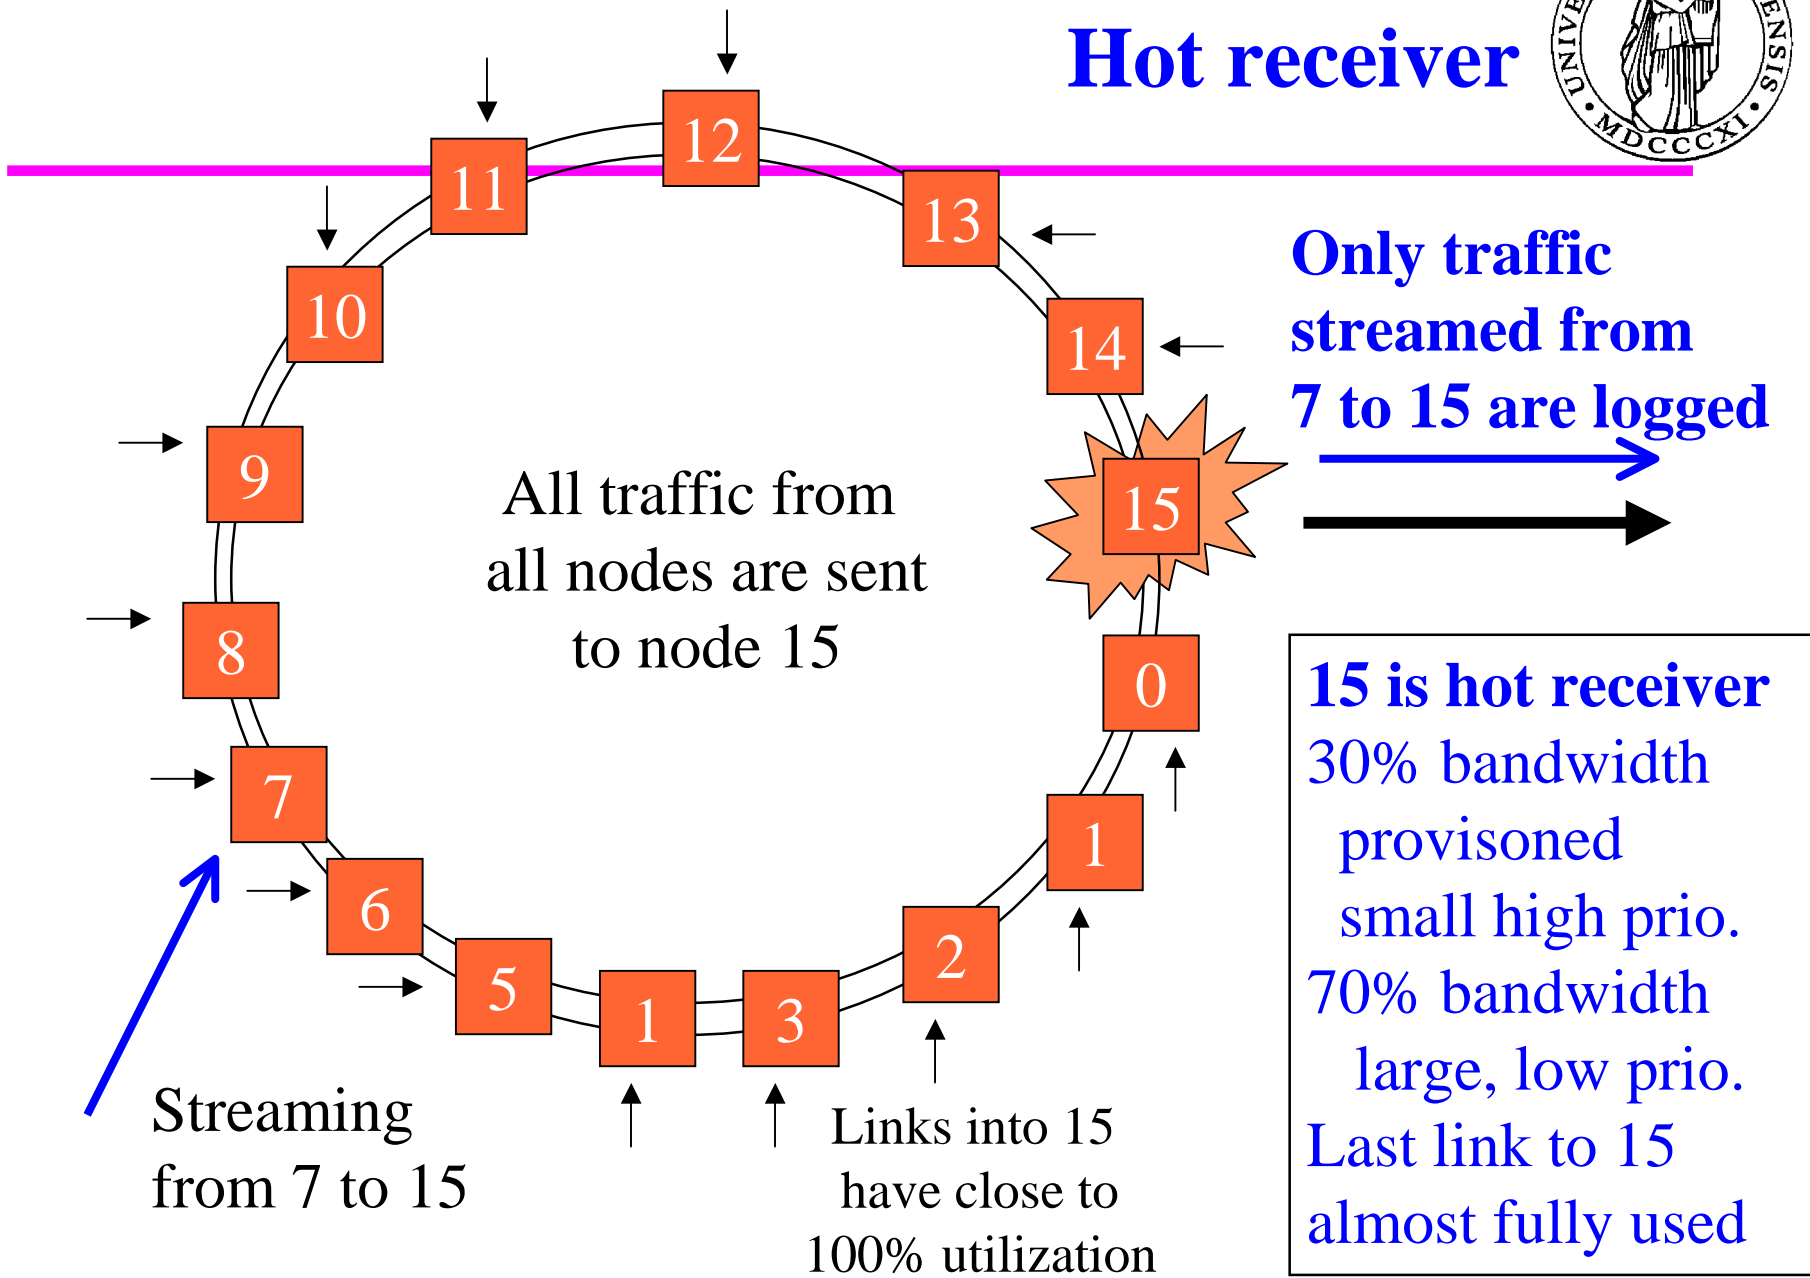 Hot receiver
UNIVE
ENSIS
MDCCCXI
12
11
13
10
14
9
15
8
0
7
1
6
2
5
1
3
Only traffic
streamed from
7 to 15 are logged
All traffic from
all nodes are sent
to node 15
15 is hot receiver
30% bandwidth
provisoned
small high prio.
70% bandwidth
large, low prio.
Last link to 15
almost fully used
Streaming
from 7 to 15
Links into 15
have close to
100% utilization